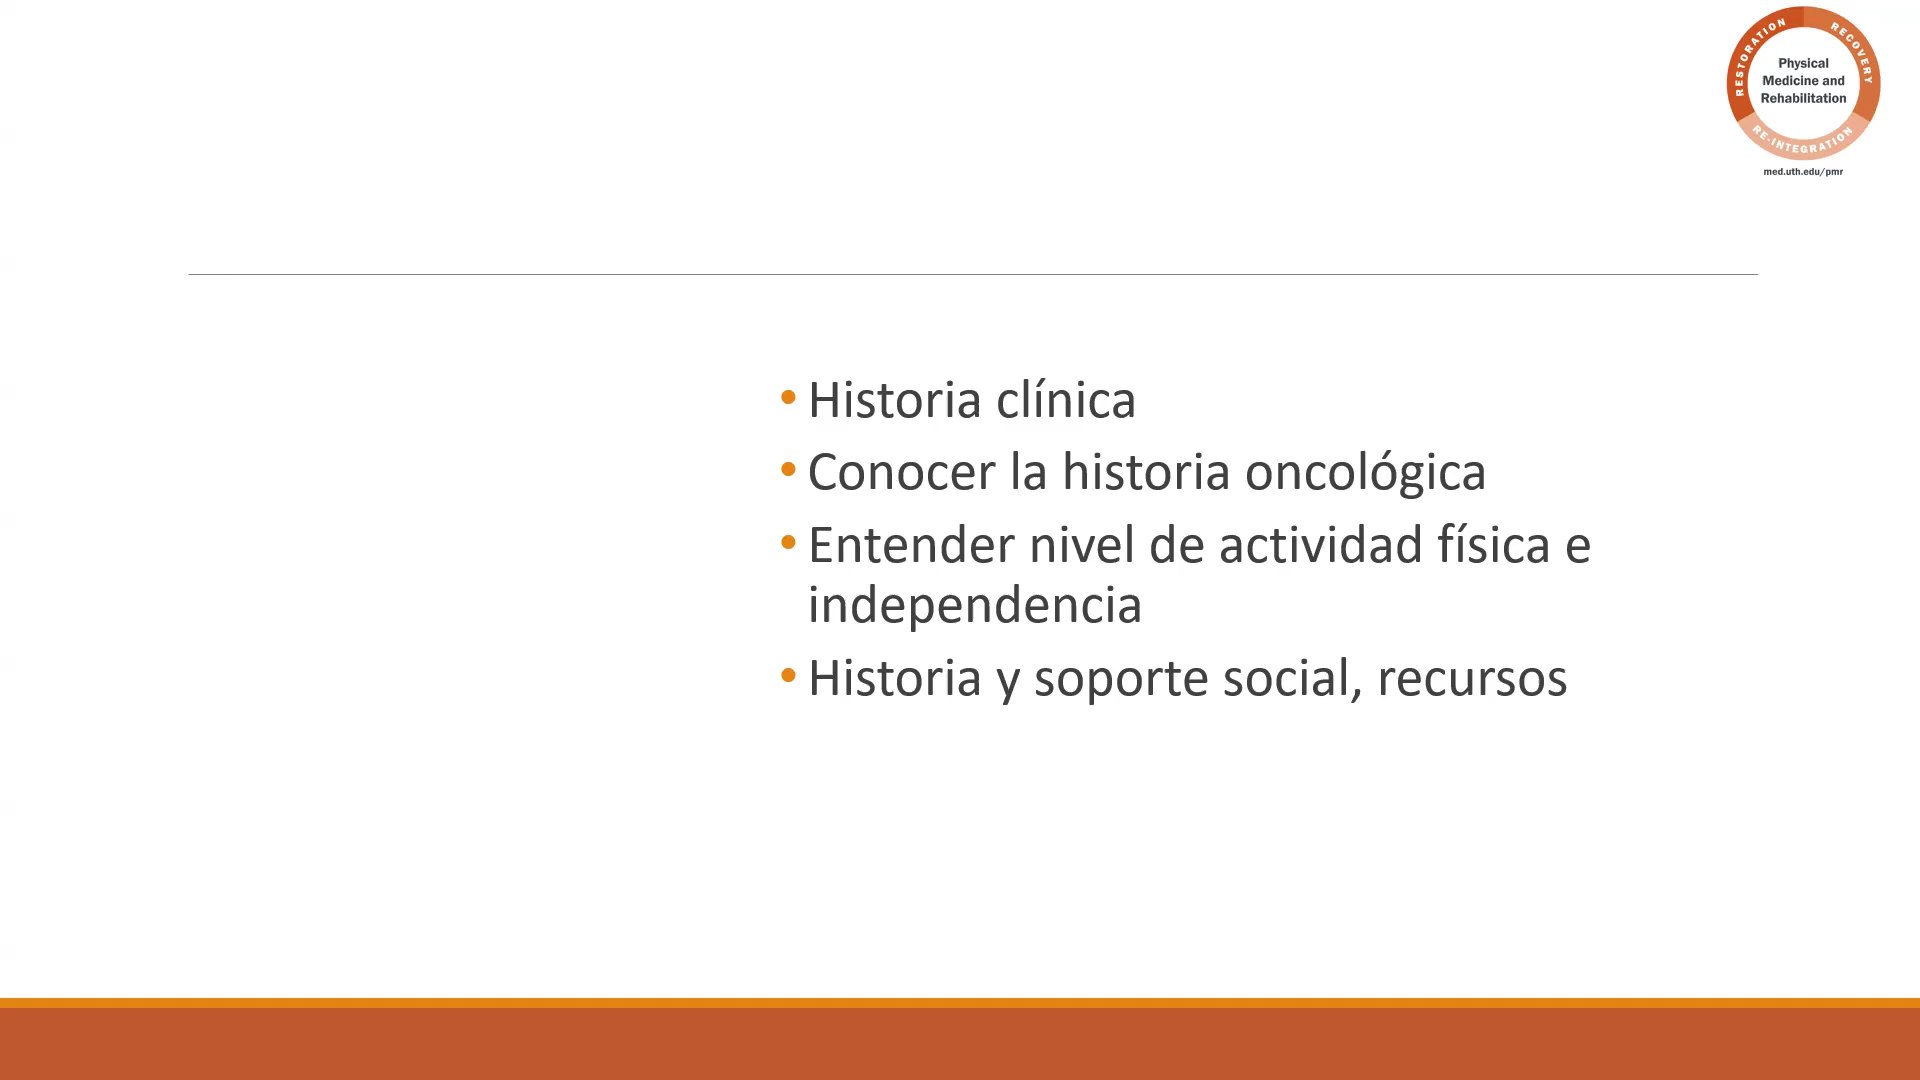 RESTORATION
RECOVERY
Physical
Medicine and
Rehabilitation
RE-INTEGRATION
med.uth.edu/pmr
• Historia clínica
• Conocer la historia oncológica
• Entender nivel de actividad física e
independencia
• Historia y soporte social, recursos